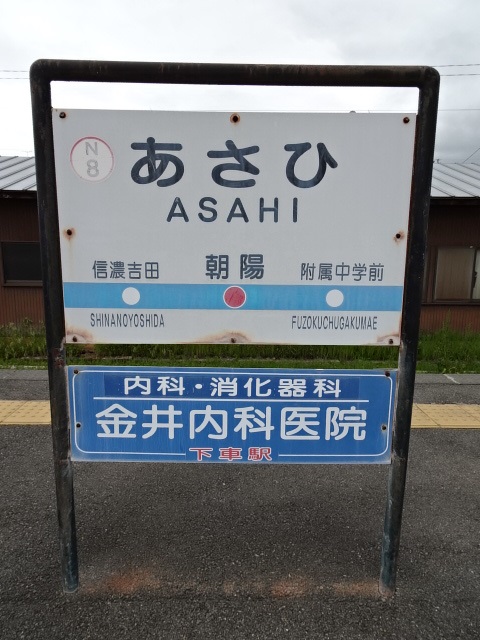 N
8
あさひ
ASAHI
信濃吉田 朝陽 附属中学前
SHINANOYOSHIDA FUZOKUCHUGAKUMAE
内科・消化器科
金井内科医院
下車駅